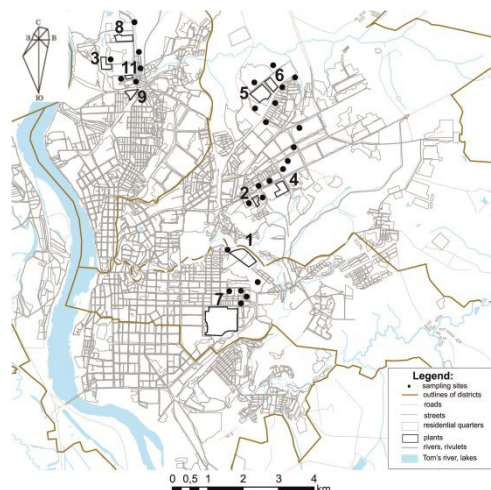 С
З В
Ю
8
3
11
9
6
5
2
4
1
7
Legend:
sampling sites
outlines of districts
roads
streets
residential quarters
plants
rivers, rivulets
Tom's river, lakes
0 0,5 1 2 3 4
km